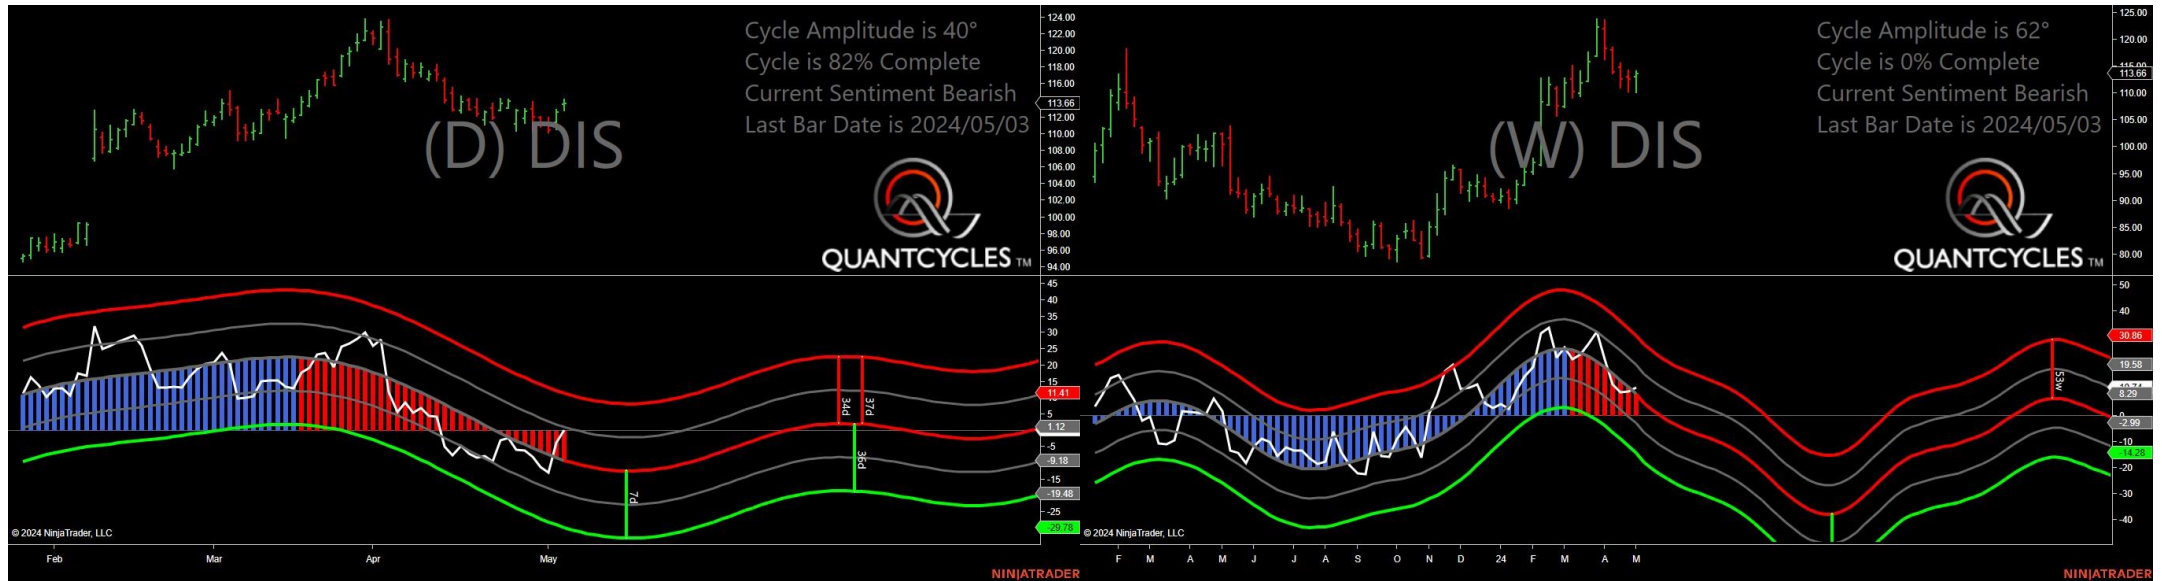 Cycle Amplitude is 40°
Cycle is 82% Complete
Current Sentiment Bearish
Last Bar Date is 2024/05/03
(D) DIS
QUANTCYCLES TM
124.00
122.00
120.00
118.00
116.00
113.66
112.00
110.00
108.00
106.00
104.00
102.00
100.00
98.00
96.00
94.00
45
40
35
30
25
20
15
11.41
5
1.12
-5
-9.18
-15
-19.48
-25
-29.78
34d
37d
36d
7d
© 2024 NinjaTrader, LLC
Feb Mar Apr May
NINJATRADER
Cycle Amplitude is 62°
Cycle is 0% Complete
Current Sentiment Bearish
Last Bar Date is 2024/05/03
(W) DIS
QUANTCYCLES TM
125.00
120.00
115.00
113.66
110.00
105.00
100.00
95.00
90.00
85.00
80.00
50
40
30.86
19.58
8.29
0
-2.99
-10
-14.28
-20
-30
-40
53w
© 2024 NinjaTrader, LLC
F M A M J J A S O N D 24 F M A M
NINJATRADER